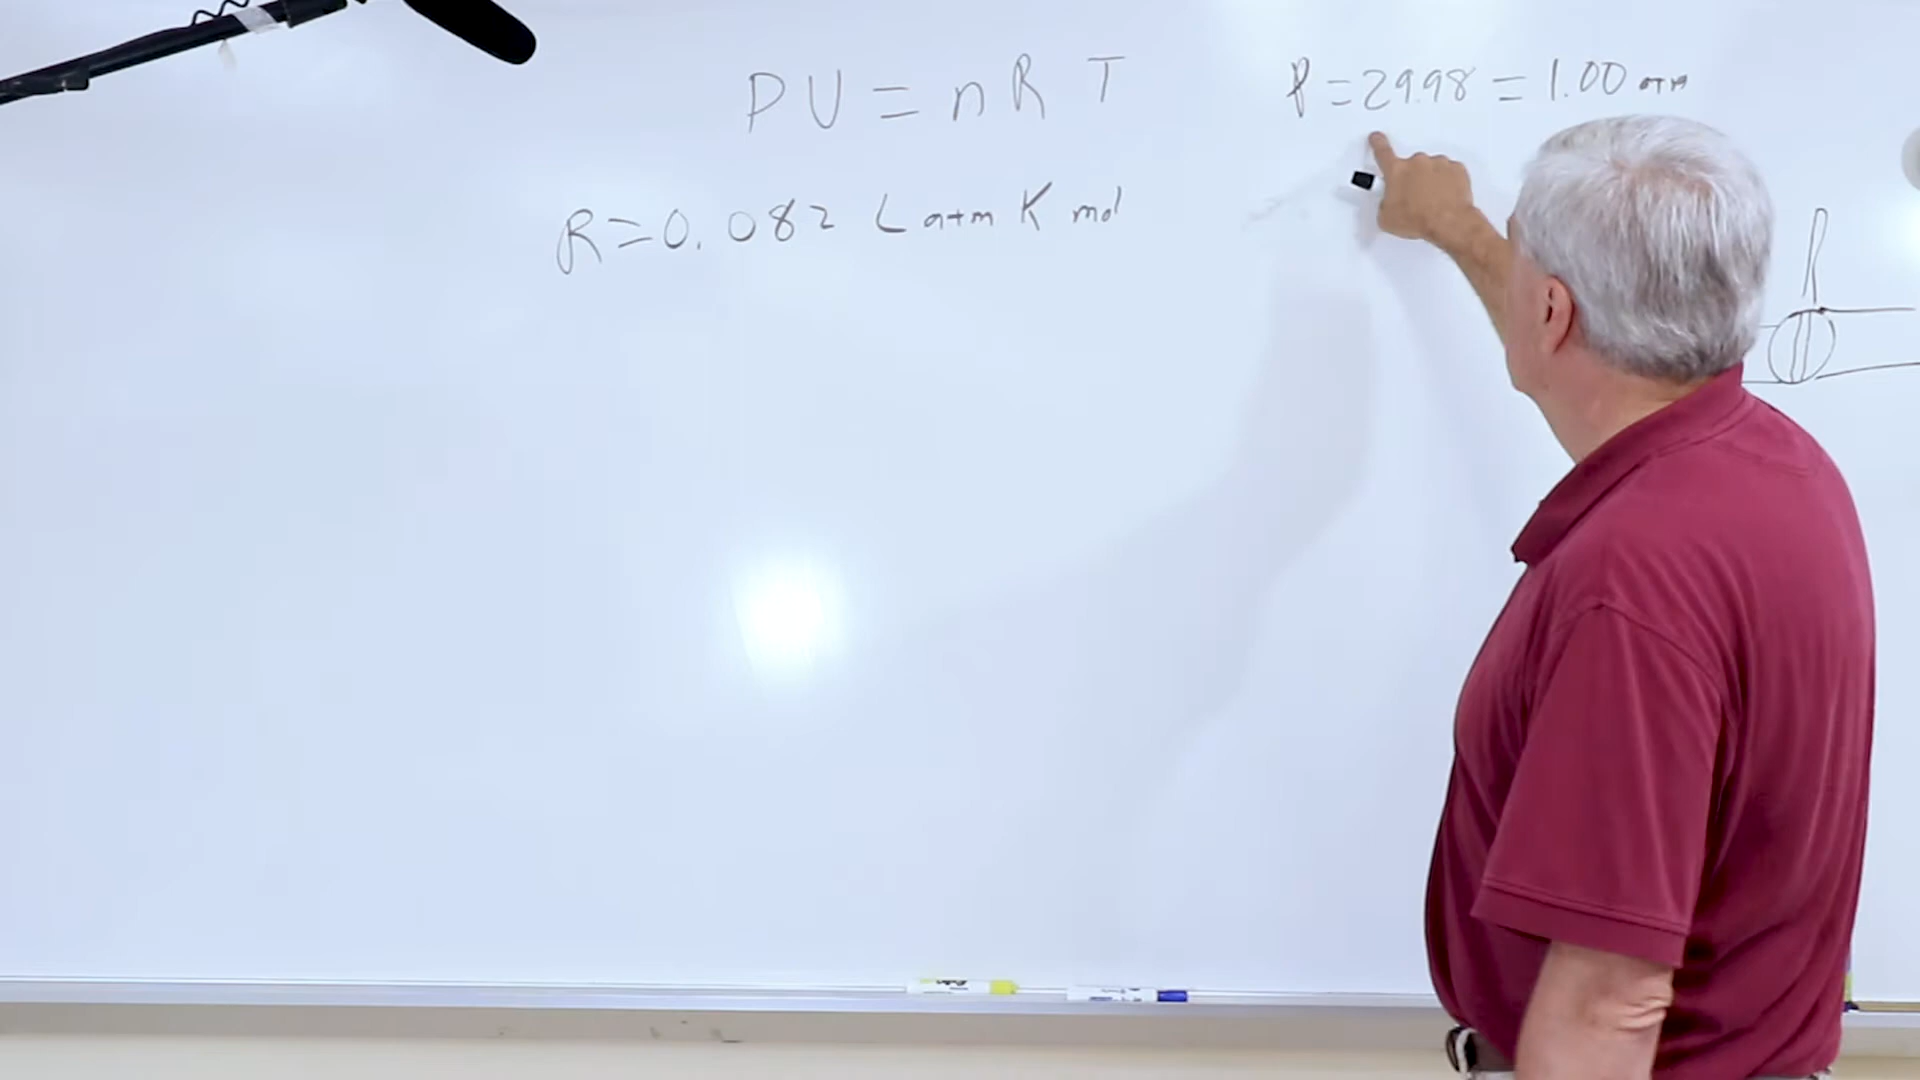 PV = nRT
P = 29.98 = 1.00 atm
R = 0.082 L atm K mol